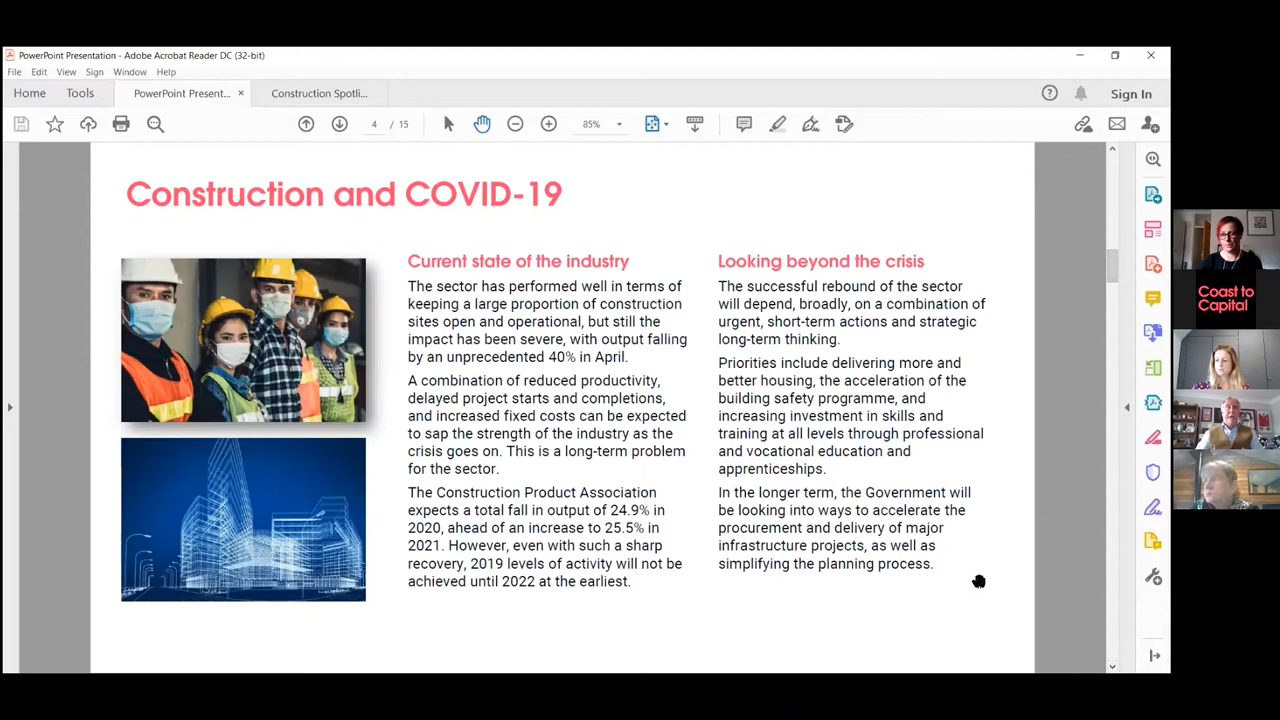 PowerPoint Presentation - Adobe Acrobat Reader DC (32-bit)
File Edit View Sign Window Help
Home Tools PowerPoint Present... × Construction Spotli... Sign In
4 / 15 85%
Construction and COVID-19
Current state of the industry
The sector has performed well in terms of
keeping a large proportion of construction
sites open and operational, but still the
impact has been severe, with output falling
by an unprecedented 40% in April.
A combination of reduced productivity,
delayed project starts and completions,
and increased fixed costs can be expected
to sap the strength of the industry as the
crisis goes on. This is a long-term problem
for the sector.
The Construction Product Association
expects a total fall in output of 24.9% in
2020, ahead of an increase to 25.5% in
2021. However, even with such a sharp
recovery, 2019 levels of activity will not be
achieved until 2022 at the earliest.
Looking beyond the crisis
The successful rebound of the sector
will depend, broadly, on a combination of
urgent, short-term actions and strategic
long-term thinking.
Priorities include delivering more and
better housing, the acceleration of the
building safety programme, and
increasing investment in skills and
training at all levels through professional
and vocational education and
apprenticeships.
In the longer term, the Government will
be looking into ways to accelerate the
procurement and delivery of major
infrastructure projects, as well as
simplifying the planning process.
Coast to
Capital